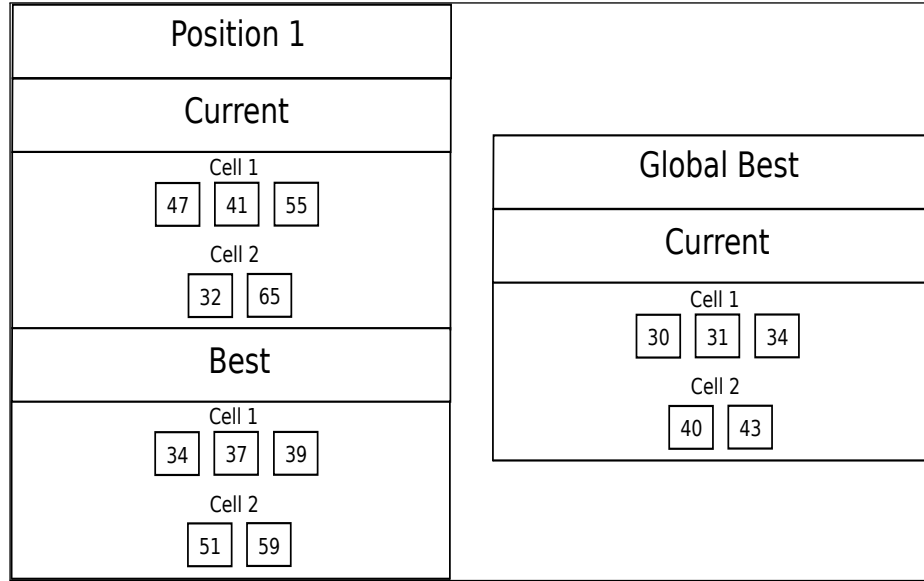 Position 1
Current
Cell 1
47 41 55
Cell 2
32 65
Best
Cell 1
34 37 39
Cell 2
51 59
Global Best
Current
Cell 1
30 31 34
Cell 2
40 43